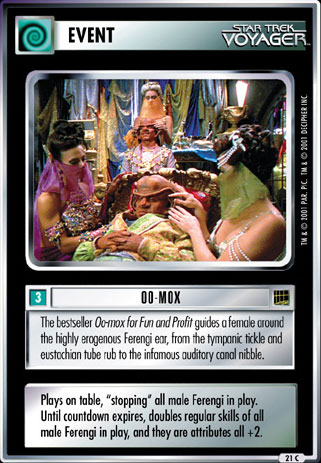 EVENT
STAR TREK
VOYAGER™
TM & © 2001 PAR. PIC. TM & © 2001 DECIPHER INC.
3
OO-MOX
The bestseller Oo-mox for Fun and Profit guides a female around
the highly erogenous Ferengi ear, from the tympanic tickle and
eustachian tube rub to the infamous auditory canal nibble.
Plays on table, “stopping” all male Ferengi in play.
Until countdown expires, doubles regular skills of all
male Ferengi in play, and they are attributes all +2.
21 C